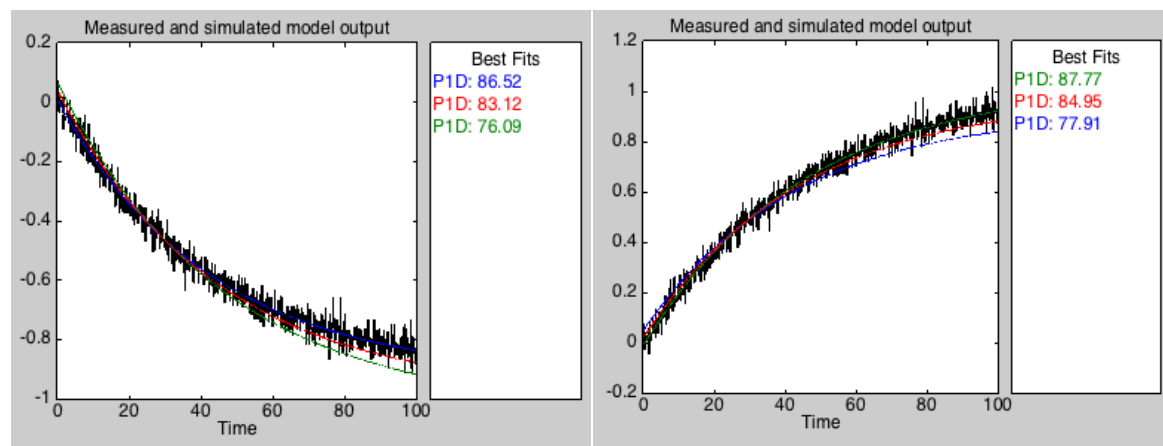 Measured and simulated model output
0.2
0
-0.2
-0.4
-0.6
-0.8
-1
0 20 40 60 80 100
Time
Best Fits
P1D: 86.52
P1D: 83.12
P1D: 76.09
Measured and simulated model output
1.2
1
0.8
0.6
0.4
0.2
0
-0.2
0 20 40 60 80 100
Time
Best Fits
P1D: 87.77
P1D: 84.95
P1D: 77.91